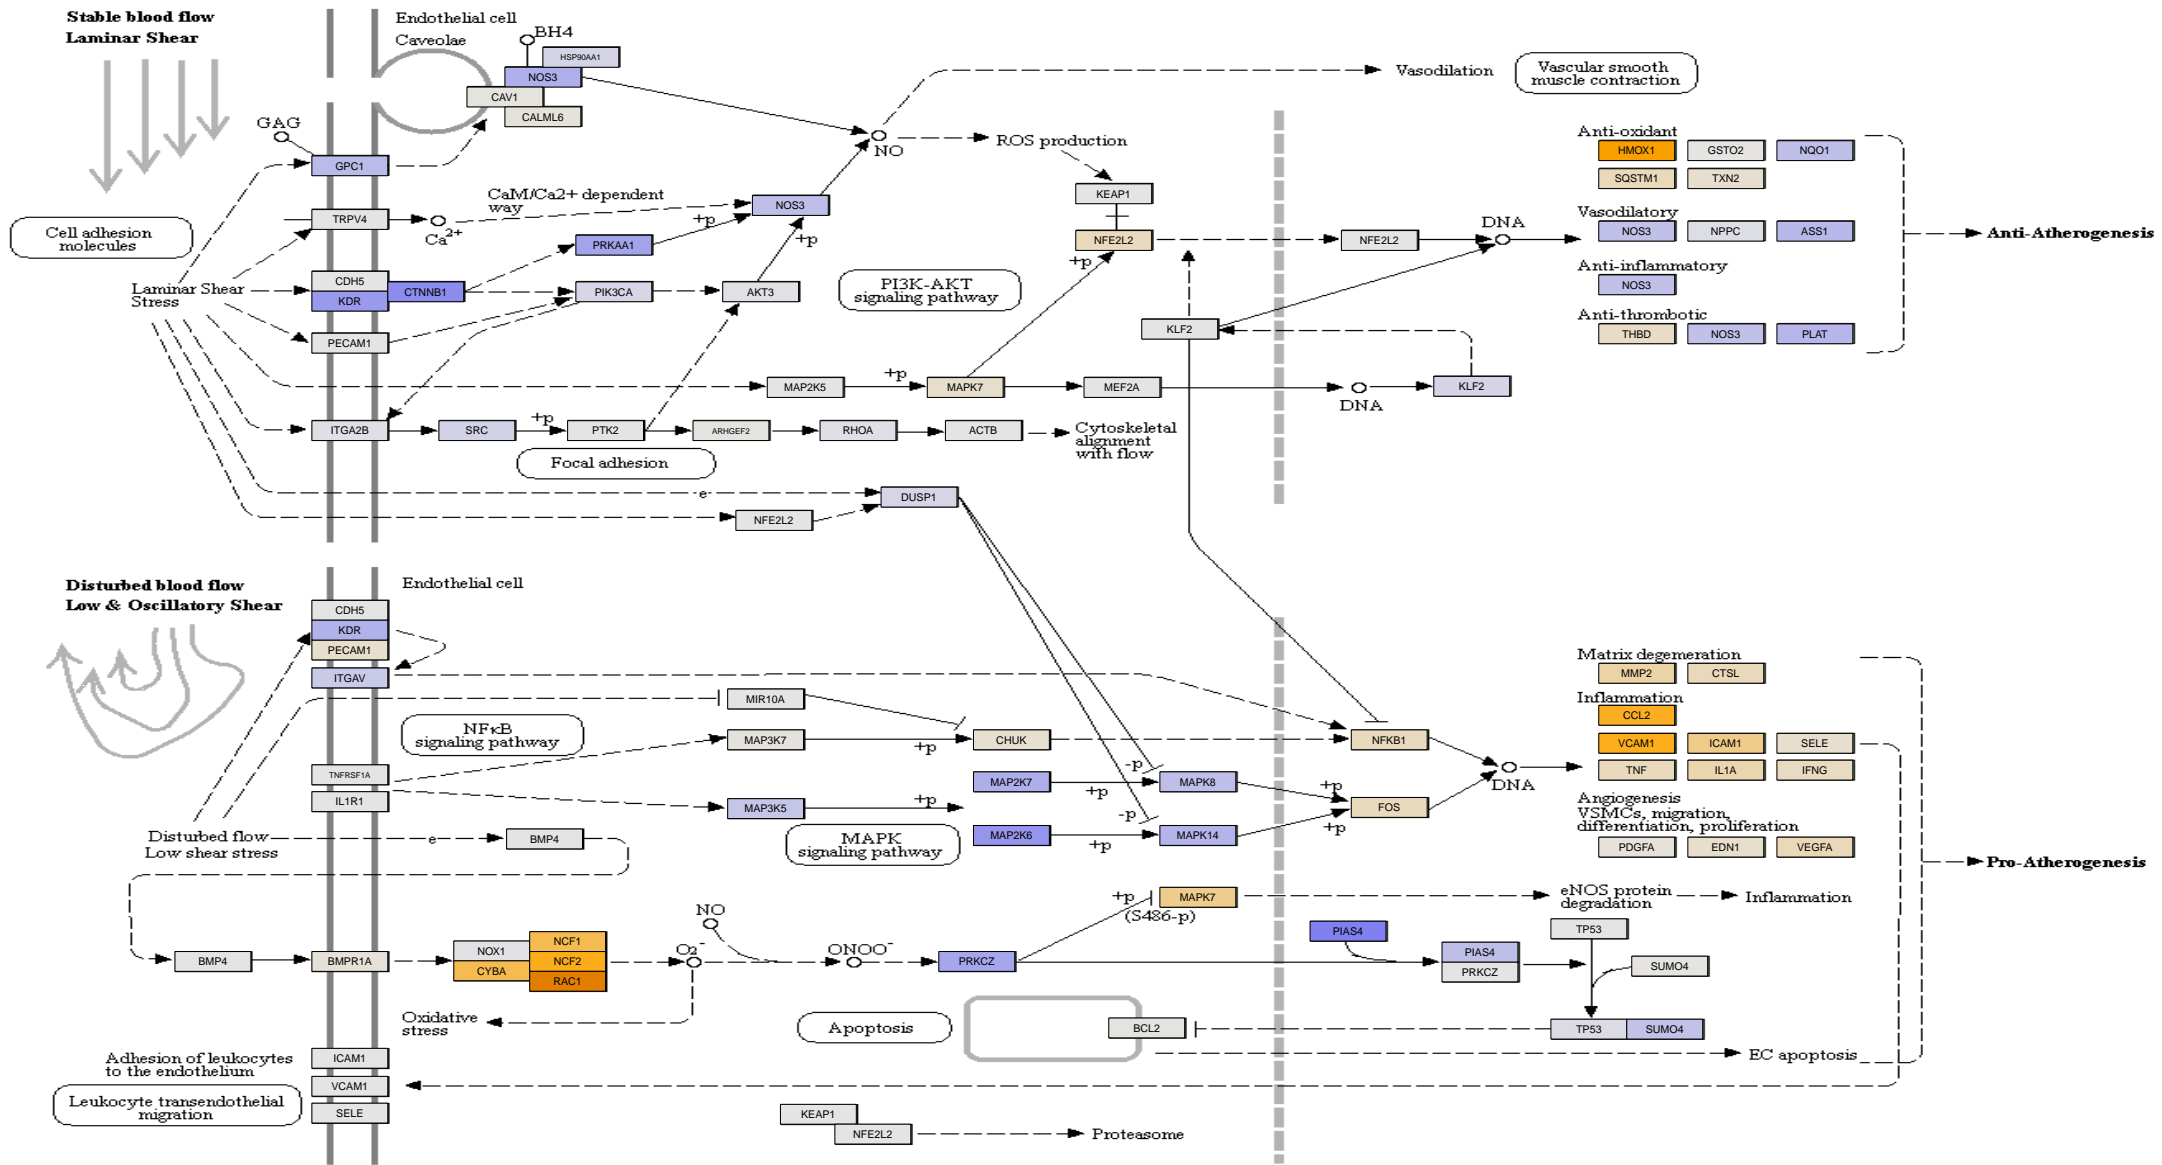 Stable blood flow
Laminar Shear
Endothelial cell
Caveolae
BH4
HSP90AA1
NOS3
CAV1
CALML6
Vasodilation
Vascular smooth
muscle contraction
GAG
GPC1
NO
ROS production
Anti-oxidant
HMOX1
GSTO2
NQO1
SQSTM1
TXN2
KEAP1
CaM/Ca2+ dependent
way
NOS3
+p
+p
TRPV4
Ca2+
Cell adhesion
molecules
PRKAA1
NFE2L2
+p
NFE2L2
DNA
Vasodilatory
NOS3
NPPC
ASS1
Anti-Atherogenesis
Anti-inflammatory
NOS3
CDH5
KDR
CTNNB1
PIK3CA
AKT3
PI3K-AKT
signaling pathway
Laminar Shear
Stress
Anti-thrombotic
THBD
NOS3
PLAT
KLF2
PECAM1
MAP2K5
+p
MAPK7
MEF2A
DNA
KLF2
ITGA2B
SRC
+p
PTK2
ARHGEF2
RHOA
ACTB
Cytoskeletal
alignment
with flow
Focal adhesion
e
DUSP1
NFE2L2
Disturbed blood flow
Low & Oscillatory Shear
Endothelial cell
CDH5
KDR
PECAM1
ITGAV
MIR10A
NFκB
signaling pathway
MAP3K7
+p
CHUK
NFKB1
Matrix degeneration
MMP2
CTSL
Inflammation
CCL2
VCAM1
ICAM1
SELE
TNF
IL1A
IFNG
TNFRSF1A
IL1R1
MAP3K5
+p
MAP2K7
+p
-p
MAPK8
+p
FOS
+p
DNA
MAP2K6
+p
-p
MAPK14
MAPK
signaling pathway
Angiogenesis
VSMCs, migration,
differentiation, proliferation
PDGFA
EDN1
VEGFA
Pro-Atherogenesis
Disturbed flow
Low shear stress
e
BMP4
+p
(S486-p)
MAPK7
eNOS protein
degradation
Inflammation
BMP4
BMPR1A
NOX1
CYBA
NCF1
NCF2
RAC1
NO
O2-
ONOO-
PRKCZ
PIAS4
PIAS4
PRKCZ
TP53
SUMO4
Oxidative
stress
Apoptosis
BCL2
TP53
SUMO4
EC apoptosis
Adhesion of leukocytes
to the endothelium
ICAM1
VCAM1
SELE
Leukocyte transendothelial
migration
KEAP1
NFE2L2
Proteasome